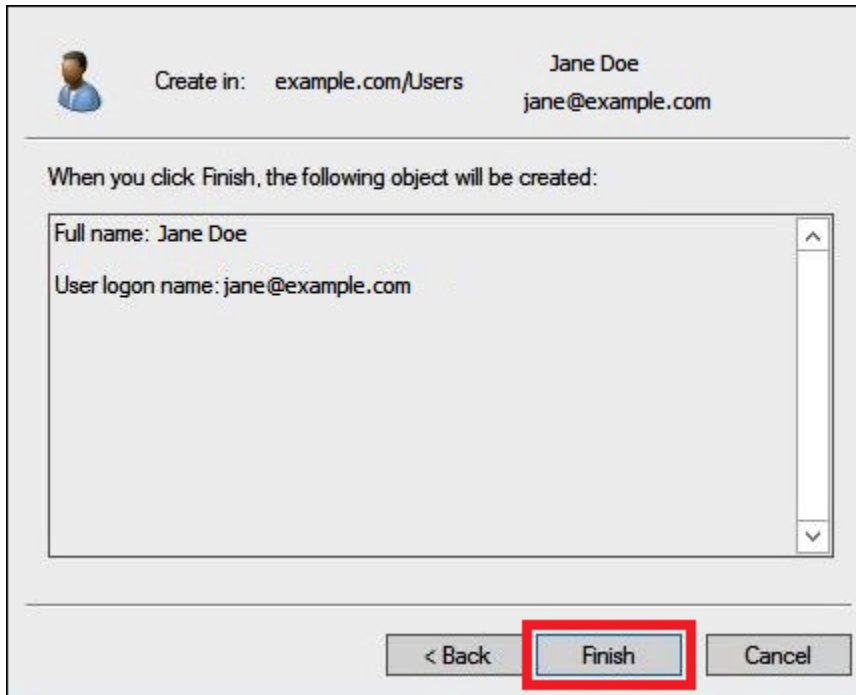 Create in: example.com/Users
Jane Doe
jane@example.com
When you click Finish, the following object will be created:
Full name: Jane Doe
User logon name: jane@example.com
< Back
Finish
Cancel